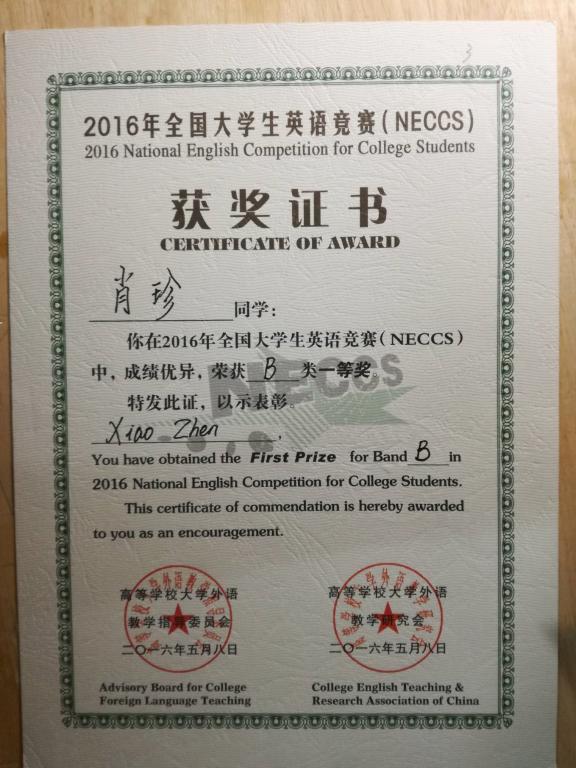 3
2016年全国大学生英语竞赛(NECCS)
2016 National English Competition for College Students
获奖证书
CERTIFICATE OF AWARD
肖珍 同学:
你在2016年全国大学生英语竞赛(NECCS)
中，成绩优异，荣获 B 类一等奖。
特发此证，以示表彰。
NECCS
Xiao Zhen ,
You have obtained the First Prize for Band B in
2016 National English Competition for College Students.
This certificate of commendation is hereby awarded
to you as an encouragement.
高等学校大学外语
教学指导委员会
二〇一六年五月八日
Advisory Board for College
Foreign Language Teaching
高等学校大学外语
教学研究会
二〇一六年五月八日
College English Teaching &
Research Association of China